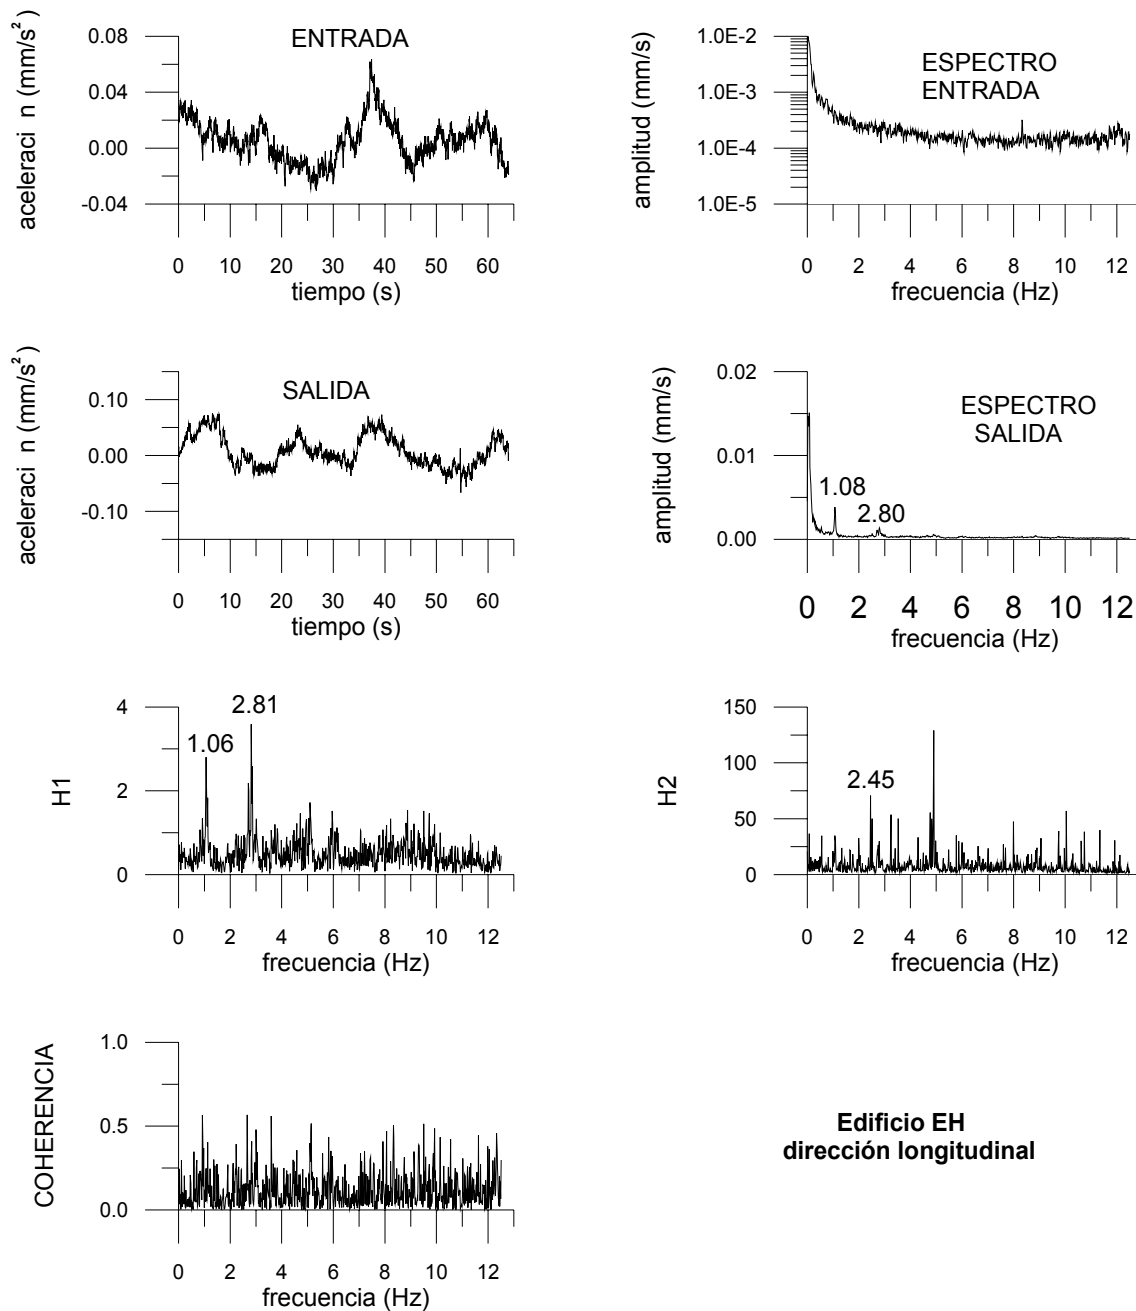 ENTRADA
aceleraci n (mm/s²)
0.08
0.04
0.00
-0.04
0 10 20 30 40 50 60
tiempo (s)
ESPECTRO
ENTRADA
amplitud (mm/s)
1.0E-2
1.0E-3
1.0E-4
1.0E-5
0 2 4 6 8 10 12
frecuencia (Hz)
SALIDA
aceleraci n (mm/s²)
0.10
0.00
-0.10
0 10 20 30 40 50 60
tiempo (s)
ESPECTRO
SALIDA
amplitud (mm/s)
0.02
0.01
0.00
1.08
2.80
0 2 4 6 8 10 12
frecuencia (Hz)
H1
4
2
0
2.81
1.06
0 2 4 6 8 10 12
frecuencia (Hz)
H2
150
100
50
0
2.45
0 2 4 6 8 10 12
frecuencia (Hz)
COHERENCIA
1.0
0.5
0.0
0 2 4 6 8 10 12
frecuencia (Hz)
Edificio EH
dirección longitudinal